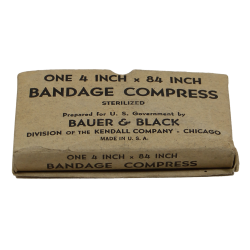 ONE 4 INCH x 84 INCH
BANDAGE COMPRESS
STERILIZED
Prepared for U. S. Government by
BAUER & BLACK
DIVISION OF THE KENDALL COMPANY - CHICAGO
MADE IN U. S. A.
ONE 4 INCH x 84 INCH
BANDAGE COMPRESS